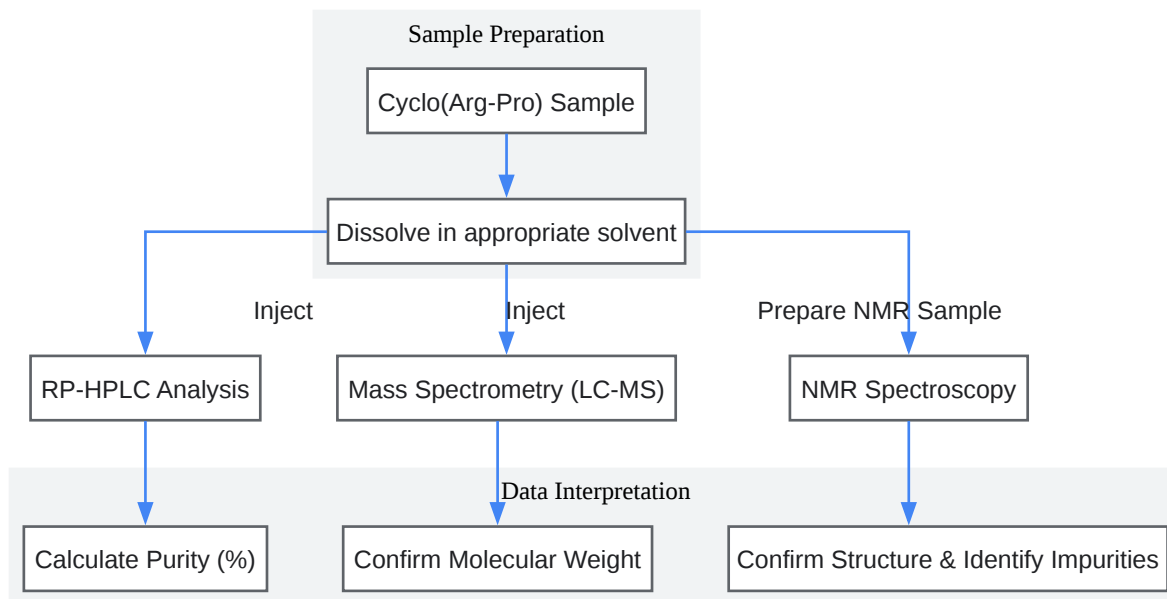 Sample Preparation
Cyclo(Arg-Pro) Sample
Dissolve in appropriate solvent
Inject
Inject
Prepare NMR Sample
RP-HPLC Analysis
Mass Spectrometry (LC-MS)
NMR Spectroscopy
Data Interpretation
Calculate Purity (%)
Confirm Molecular Weight
Confirm Structure & Identify Impurities